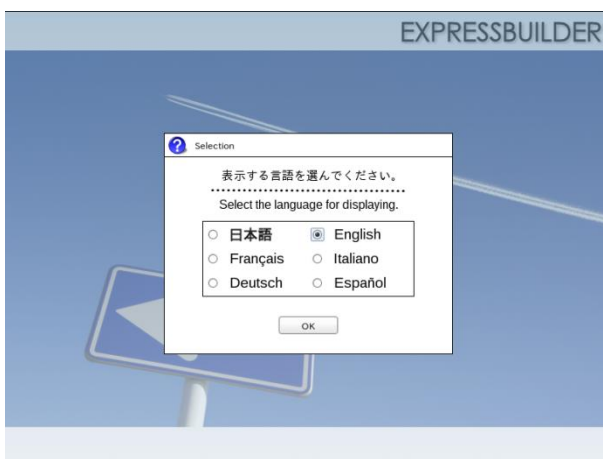 EXPRESSBUILDER
Selection
表示する言語を選んでください。
Select the language for displaying.
日本語 English
Français Italiano
Deutsch Español
OK